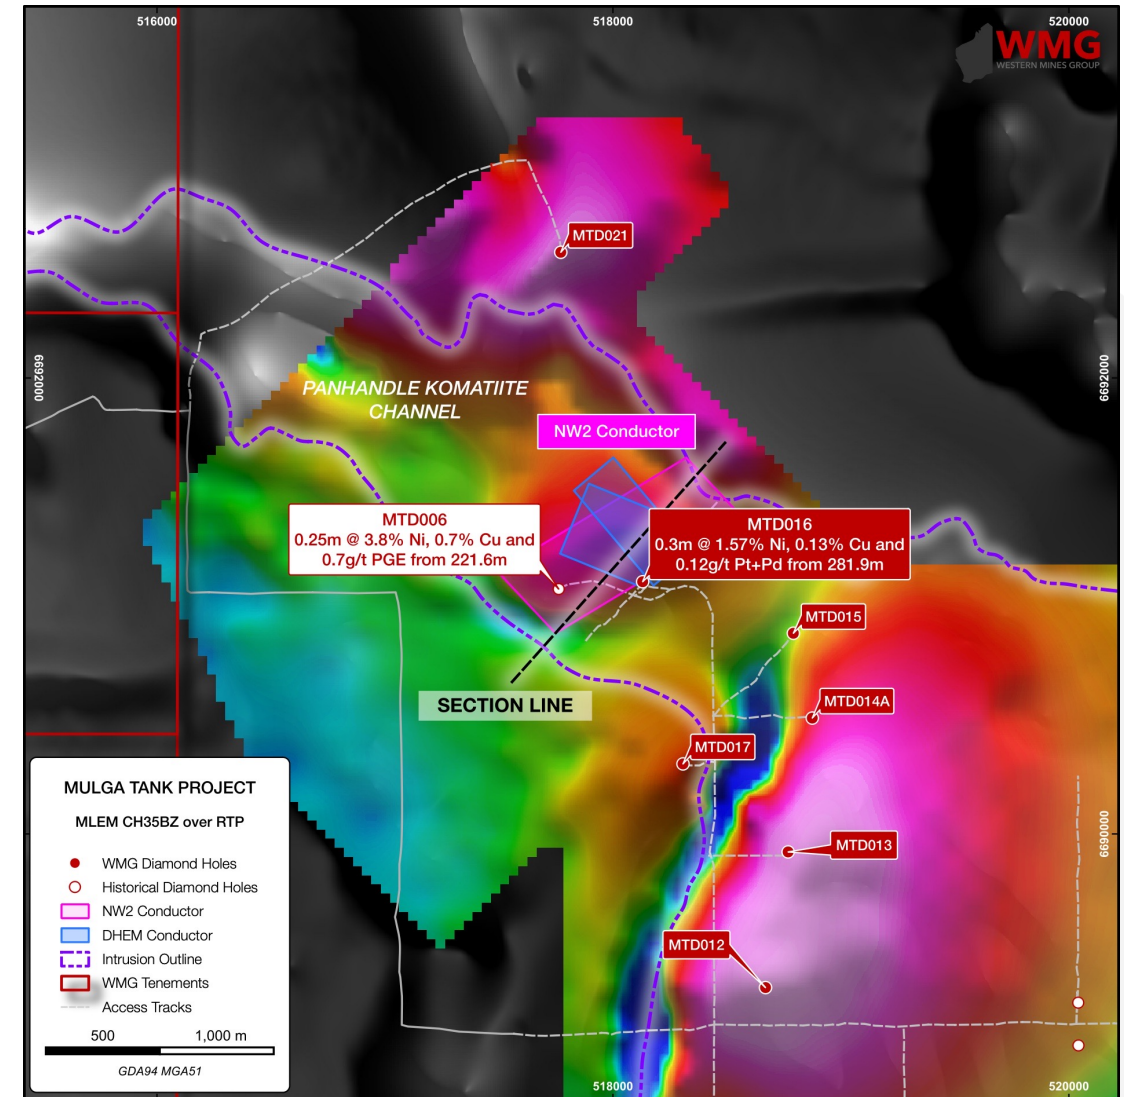 516000
518000
520000
WMG
WESTERN MINES GROUP
MTD021
6692000
6692000
PANHANDLE KOMATIITE
CHANNEL
NW2 Conductor
MTD006
0.25m @ 3.8% Ni, 0.7% Cu and
0.7g/t PGE from 221.6m
MTD016
0.3m @ 1.57% Ni, 0.13% Cu and
0.12g/t Pt+Pd from 281.9m
MTD015
SECTION LINE
MTD014A
MTD017
MTD013
6690000
MTD012
MULGA TANK PROJECT
MLEM CH35BZ over RTP
WMG Diamond Holes
Historical Diamond Holes
NW2 Conductor
DHEM Conductor
Intrusion Outline
WMG Tenements
Access Tracks
500 1,000 m
GDA94 MGA51
518000
520000